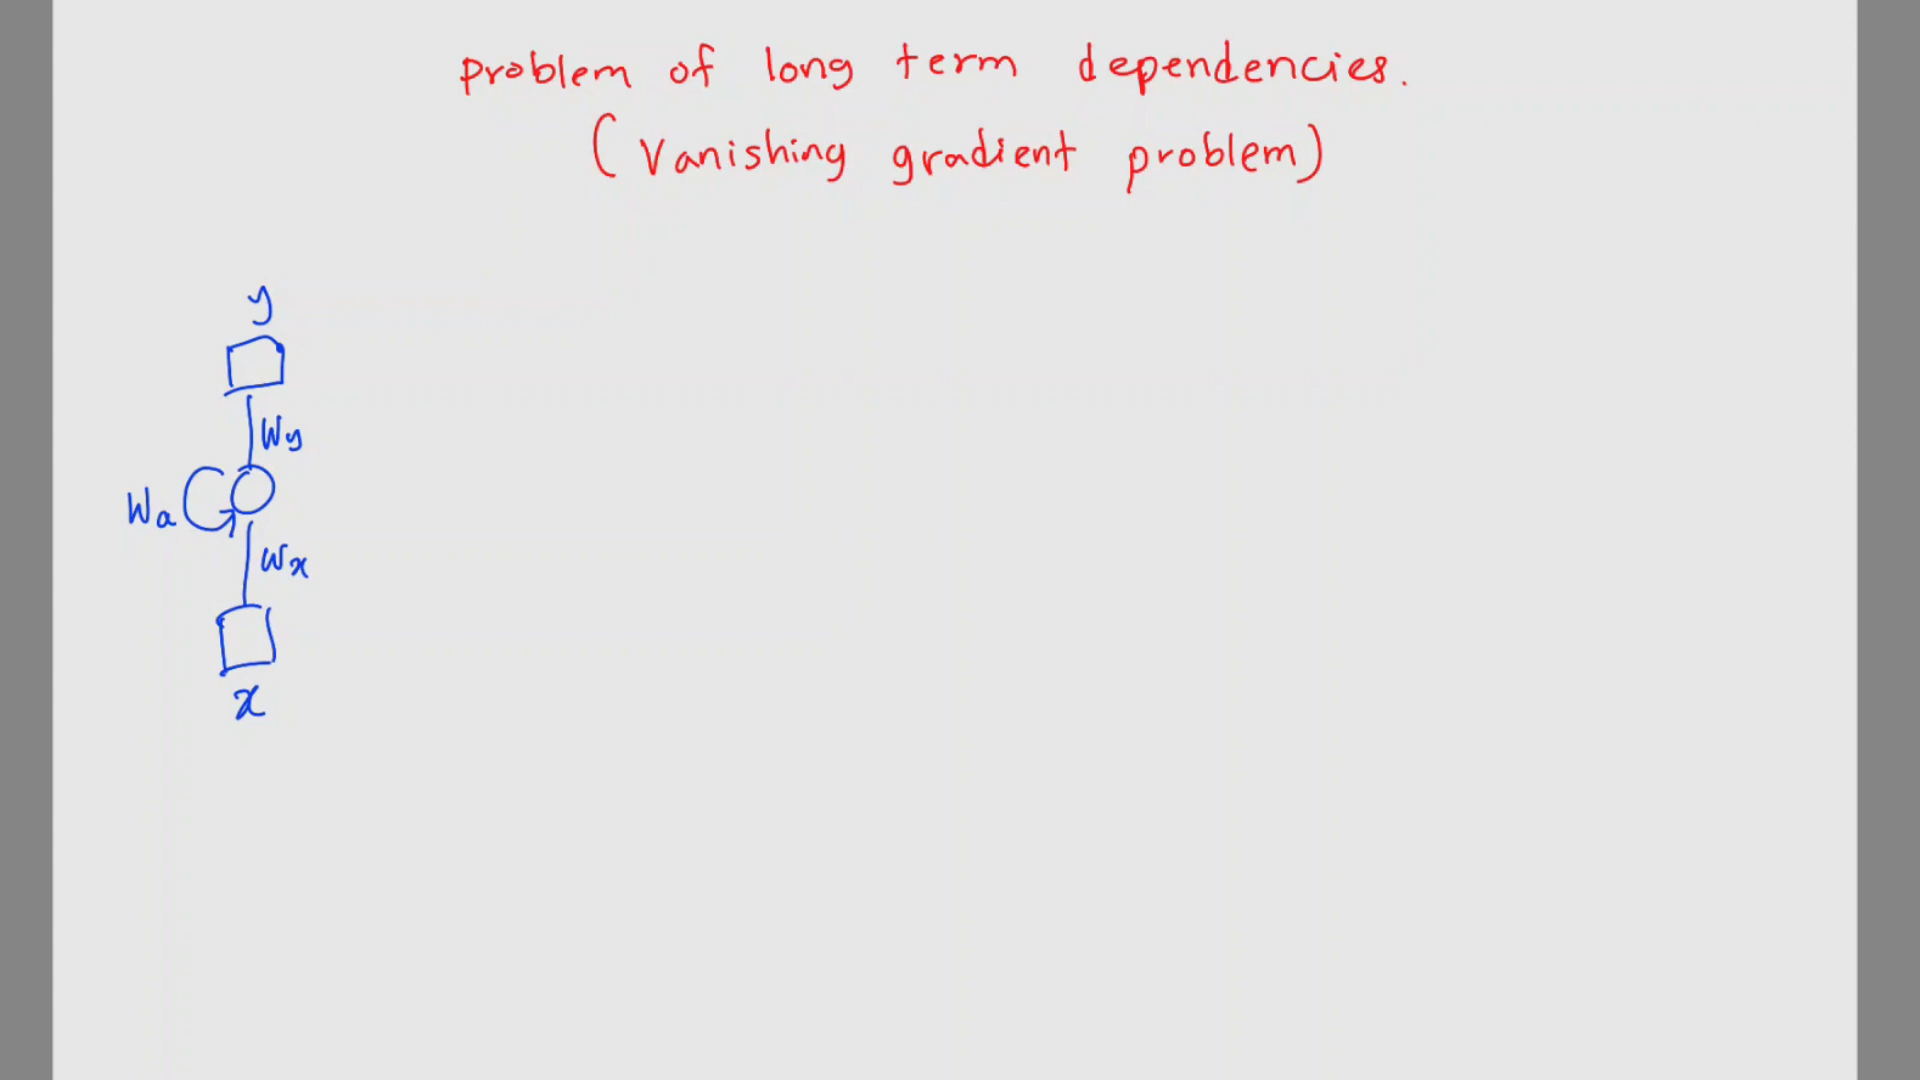 problem of long term dependencies.
(Vanishing gradient problem)
y
Wy
Wa
Wx
x